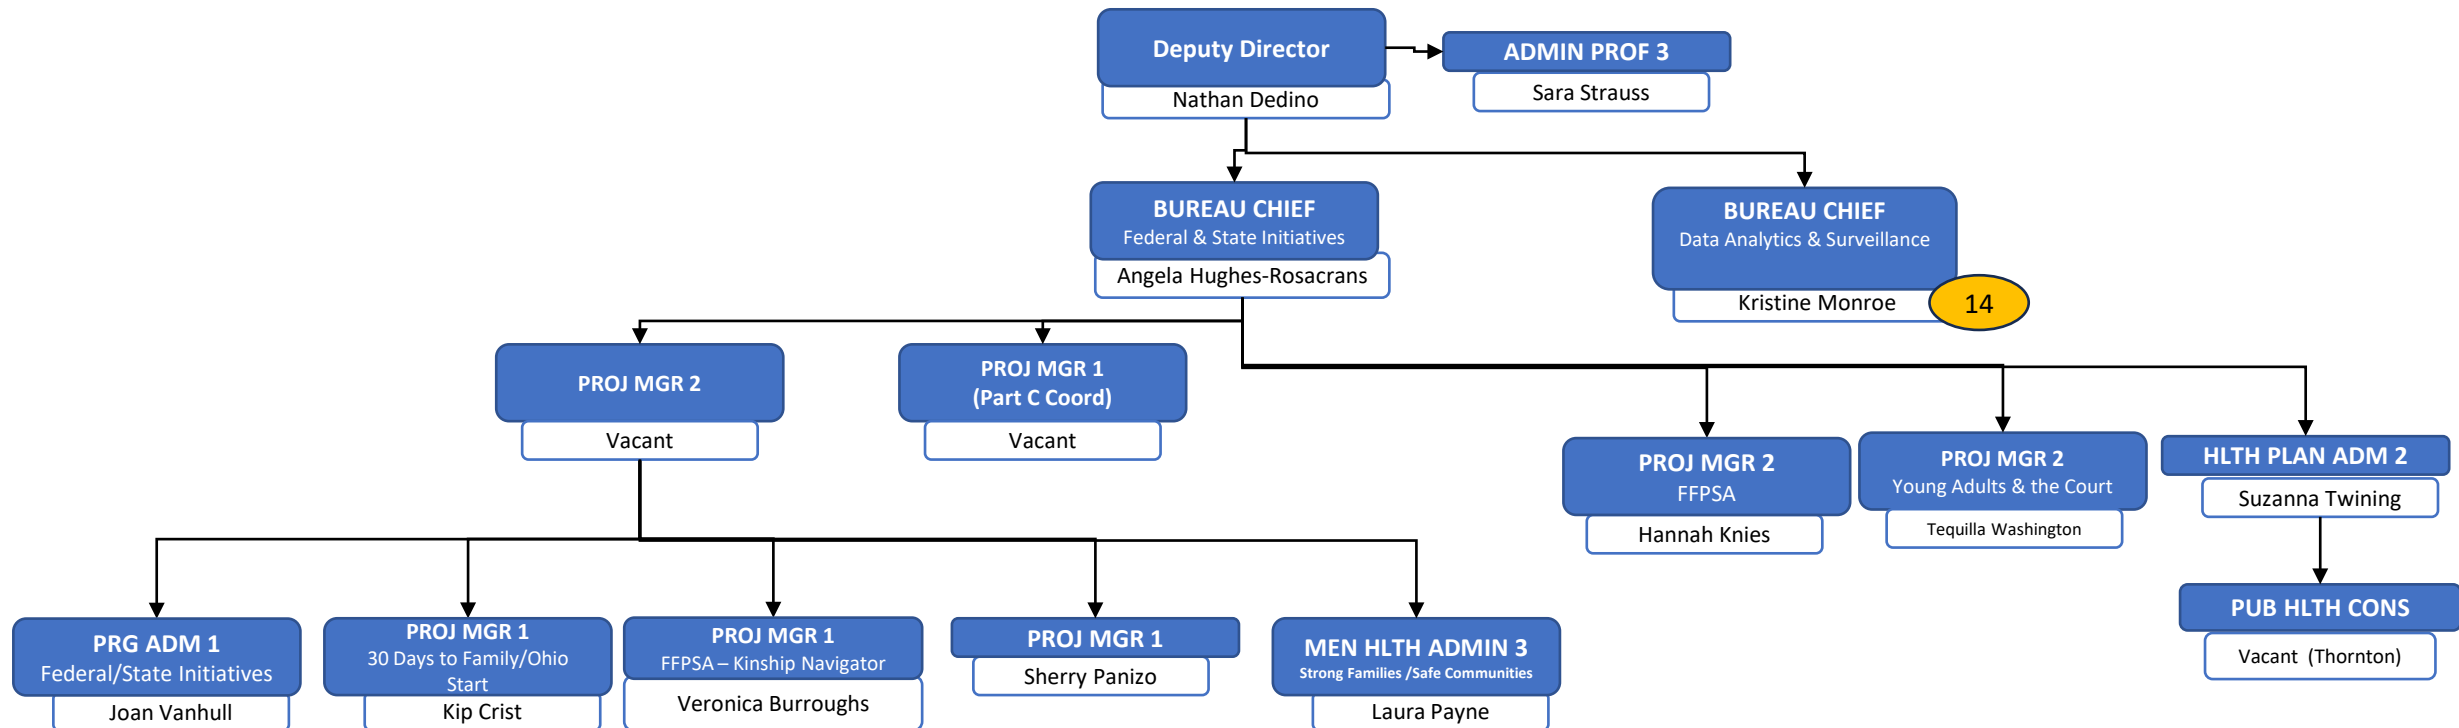 Deputy Director
Nathan Dedino
ADMIN PROF 3
Sara Strauss
BUREAU CHIEF
Federal & State Initiatives
Angela Hughes-Rosacrans
BUREAU CHIEF
Data Analytics & Surveillance
Kristine Monroe
14
PROJ MGR 2
Vacant
PROJ MGR 1
(Part C Coord)
Vacant
PROJ MGR 2
FFPSA
Hannah Knies
PROJ MGR 2
Young Adults & the Court
Tequilla Washington
HLTH PLAN ADM 2
Suzanna Twining
PUB HLTH CONS
Vacant (Thornton)
PRG ADM 1
Federal/State Initiatives
Joan Vanhull
PROJ MGR 1
30 Days to Family/Ohio
Start
Kip Crist
PROJ MGR 1
FFPSA – Kinship Navigator
Veronica Burroughs
PROJ MGR 1
Sherry Panizo
MEN HLTH ADMIN 3
Strong Families /Safe Communities
Laura Payne